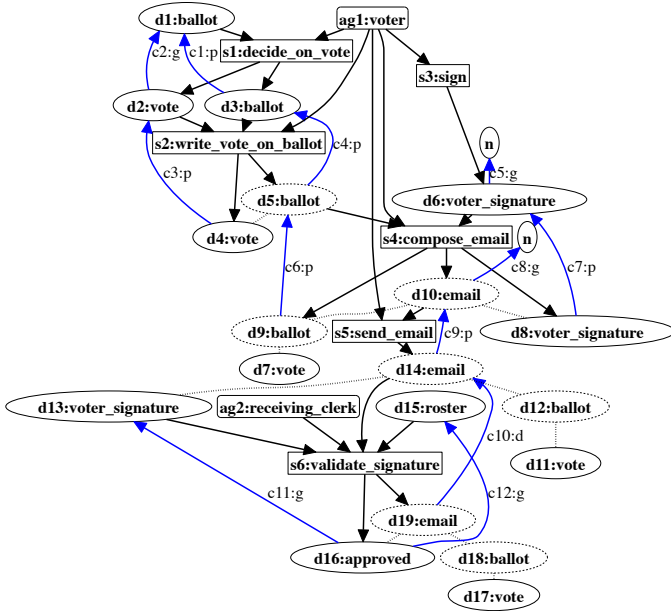 d1:ballot
ag1:voter
c2:g
c1:p
s1:decide_on_vote
s3:sign
d2:vote
d3:ballot
s2:write_vote_on_ballot
c4:p
n
c3:p
c5:g
d5:ballot
d6:voter_signature
d4:vote
s4:compose_email
n
c6:p
c8:g
c7:p
d10:email
d9:ballot
s5:send_email
c9:p
d8:voter_signature
d7:vote
d14:email
d13:voter_signature
ag2:receiving_clerk
d15:roster
d12:ballot
c10:d
s6:validate_signature
d11:vote
c11:g
c12:g
d19:email
d16:approved
d18:ballot
d17:vote